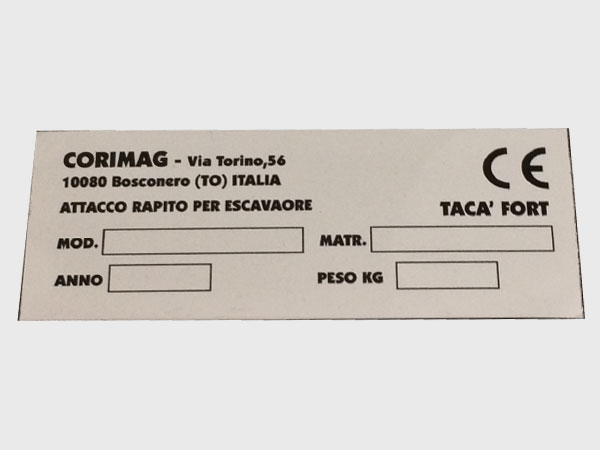 CORIMAG - Via Torino,56
10080 Bosconero (TO) ITALIA
CE
ATTACCO RAPITO PER ESCAVAORE
TACA' FORT
MOD. MATR.
ANNO PESO KG